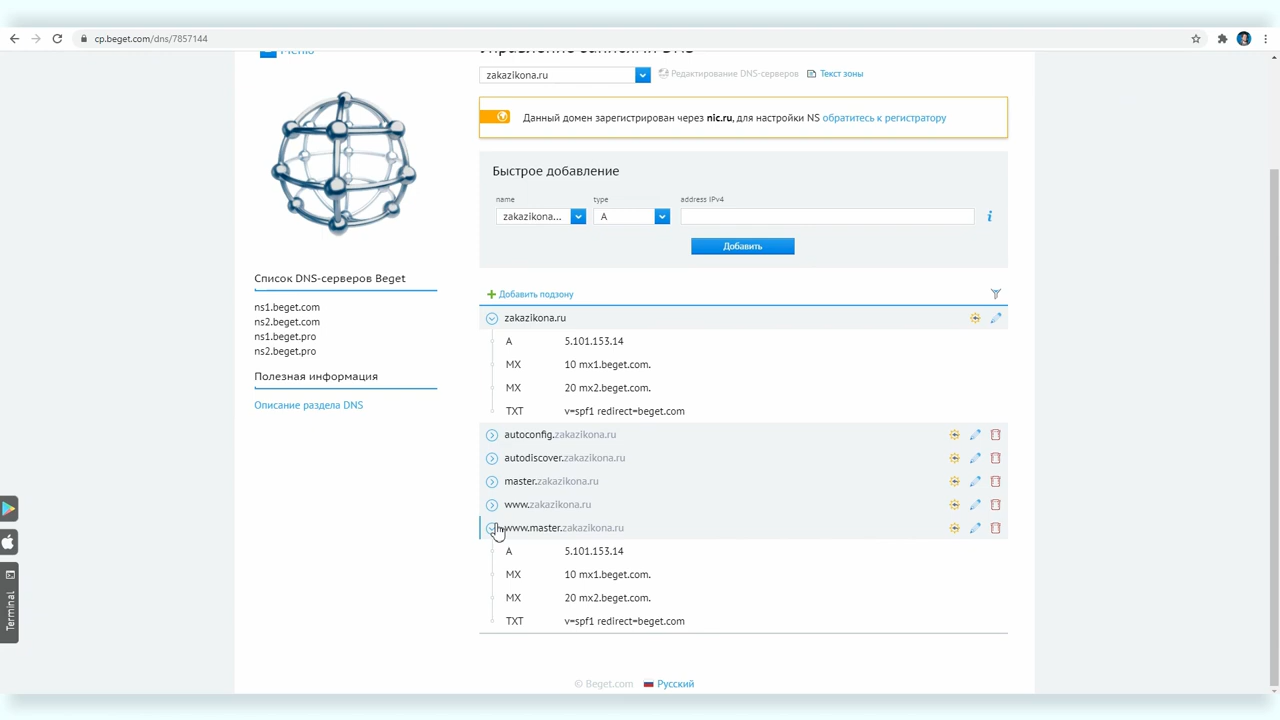 cp.beget.com/dns/7857144
Меню
Управление записями DNS
zakazikona.ru
Редактирование DNS-серверов
Текст зоны
Данный домен зарегистрирован через nic.ru, для настройки NS обратитесь к регистратору
Быстрое добавление
name type address IPv4
zakazikona... A
Добавить
Список DNS-серверов Beget
ns1.beget.com
ns2.beget.com
ns1.beget.pro
ns2.beget.pro
Полезная информация
Описание раздела DNS
Добавить подзону
zakazikona.ru
A 5.101.153.14
MX 10 mx1.beget.com.
MX 20 mx2.beget.com.
TXT v=spf1 redirect=beget.com
autoconfig.zakazikona.ru
autodiscover.zakazikona.ru
master.zakazikona.ru
www.zakazikona.ru
www.master.zakazikona.ru
A 5.101.153.14
MX 10 mx1.beget.com.
MX 20 mx2.beget.com.
TXT v=spf1 redirect=beget.com
Terminal
© Beget.com Русский